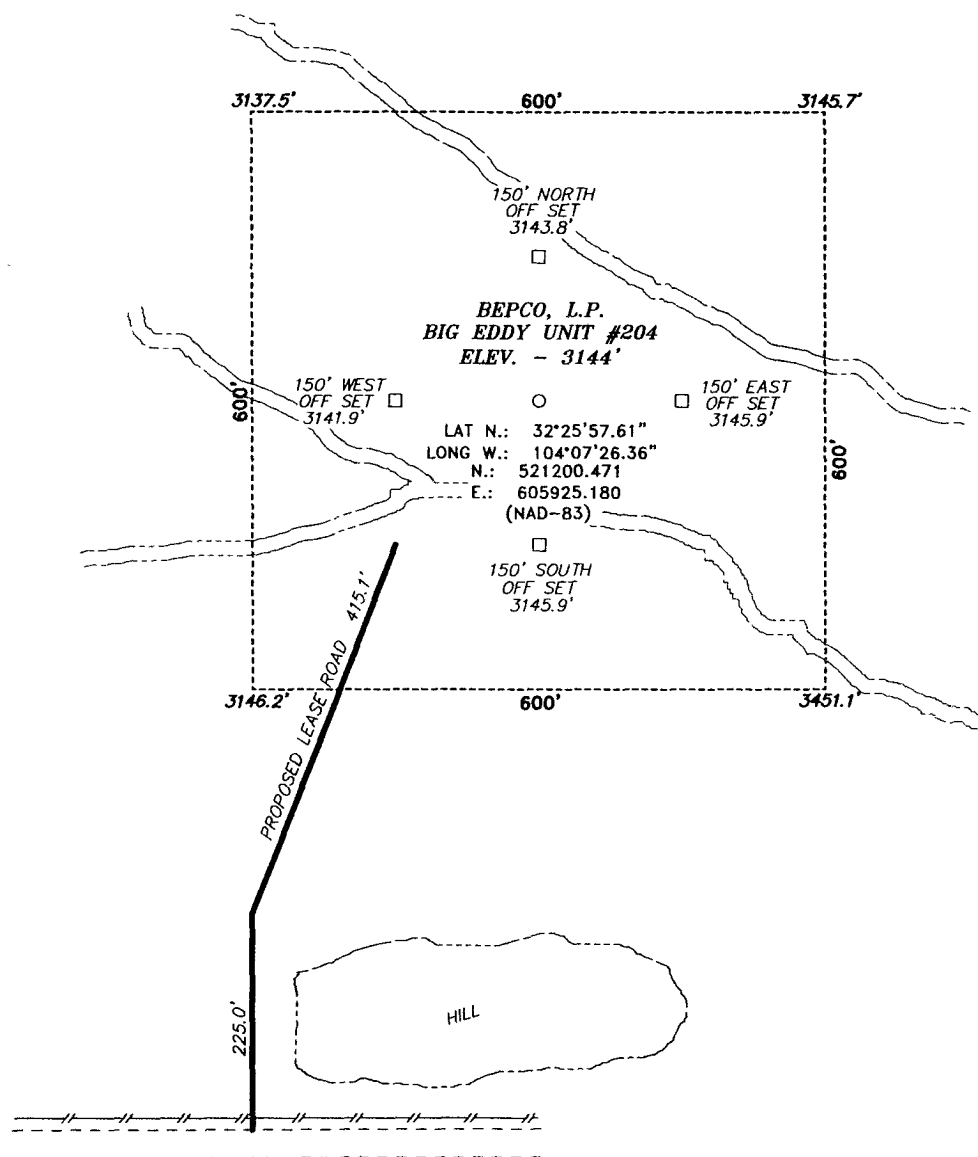 3137.5' 600' 3145.7'
150' NORTH
OFF SET
3143.8'
BEPCO, L.P.
BIG EDDY UNIT #204
ELEV. - 3144'
600'
150' WEST
OFF SET
3141.9'
150' EAST
OFF SET
3145.9'
600'
LAT N.: 32°25'57.61"
LONG W.: 104°07'26.36"
N.: 521200.471
E.: 605925.180
(NAD-83)
150' SOUTH
OFF SET
3145.9'
3146.2' 600' 3451.1'
PROPOSED LEASE ROAD 415.1'
225.0'
HILL